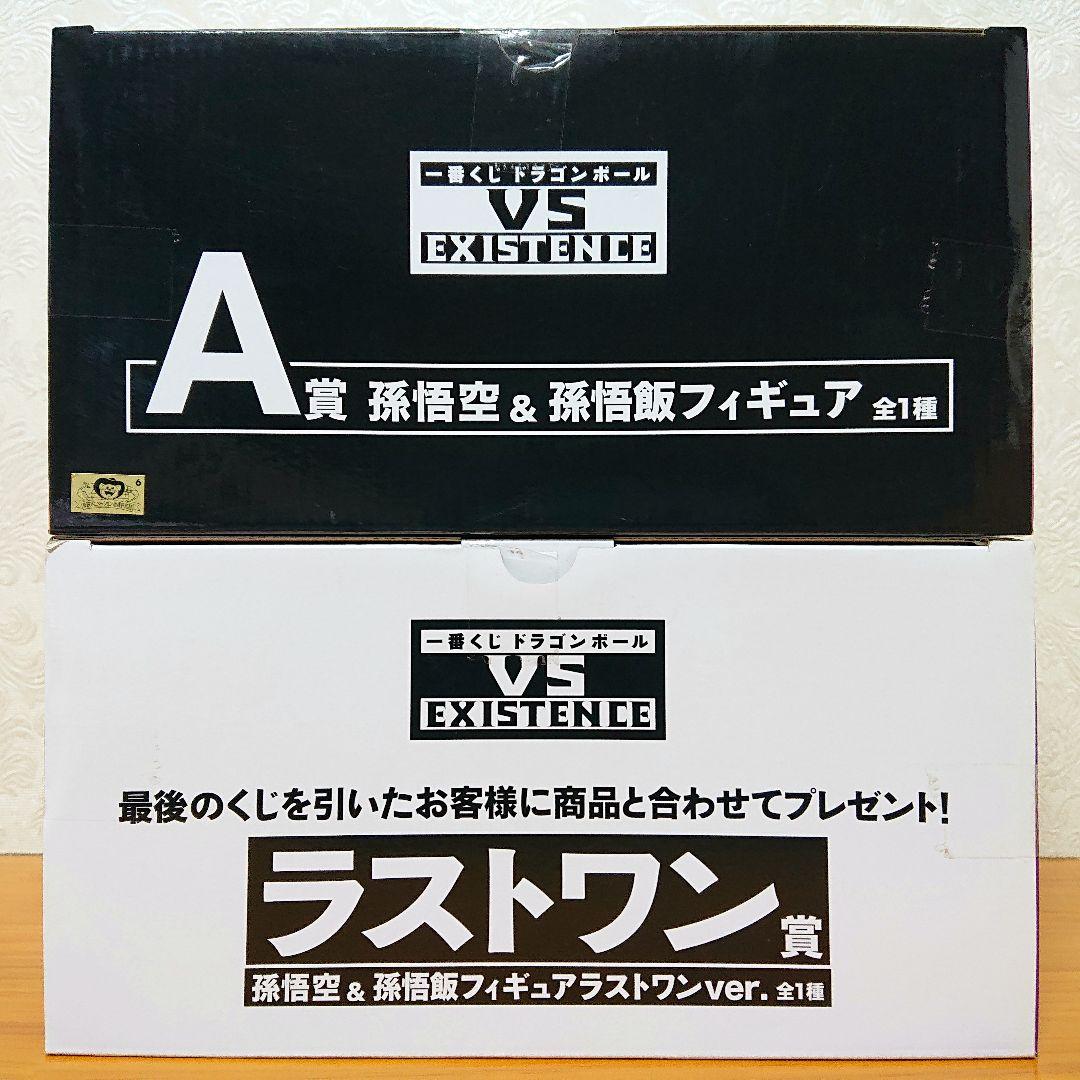 一番くじ ドラゴンボール
VS
EXISTENCE
A賞 孫悟空 & 孫悟飯フィギュア 全1種
6
一番くじ ドラゴンボール
VS
EXISTENCE
最後のくじを引いたお客様に商品と合わせてプレゼント!
ラストワン賞
孫悟空 & 孫悟飯フィギュアラストワンver. 全1種